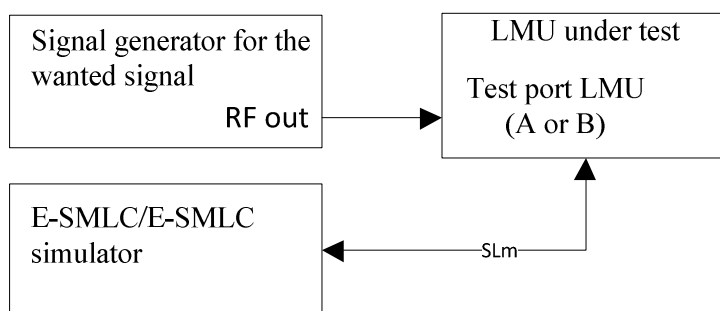 Signal generator for the
wanted signal
RF out
LMU under test
Test port LMU
(A or B)
E-SMLC/E-SMLC
simulator
SLm